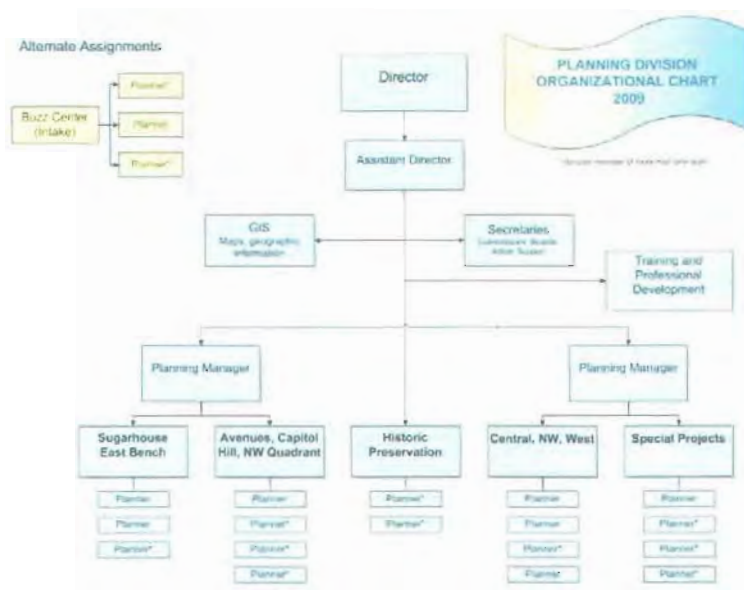 Alternate Assignments
Buzz Center
(Intake)
Planner*
Planner
Planner*
Director
PLANNING DIVISION
ORGANIZATIONAL CHART
2009
Assistant Director
GIS
Maps, geographic
information
Secretaries
Training and
Professional
Development
Planning Manager
Planning Manager
Sugarhouse
East Bench
Avenues, Capitol
Hill, NW Quadrant
Historic
Preservation
Central, NW, West
Special Projects
Planner
Planner
Planner*
Planner
Planner*
Planner*
Planner*
Planner*
Planner*
Planner
Planner
Planner*
Planner
Planner
Planner*
Planner*
Planner*